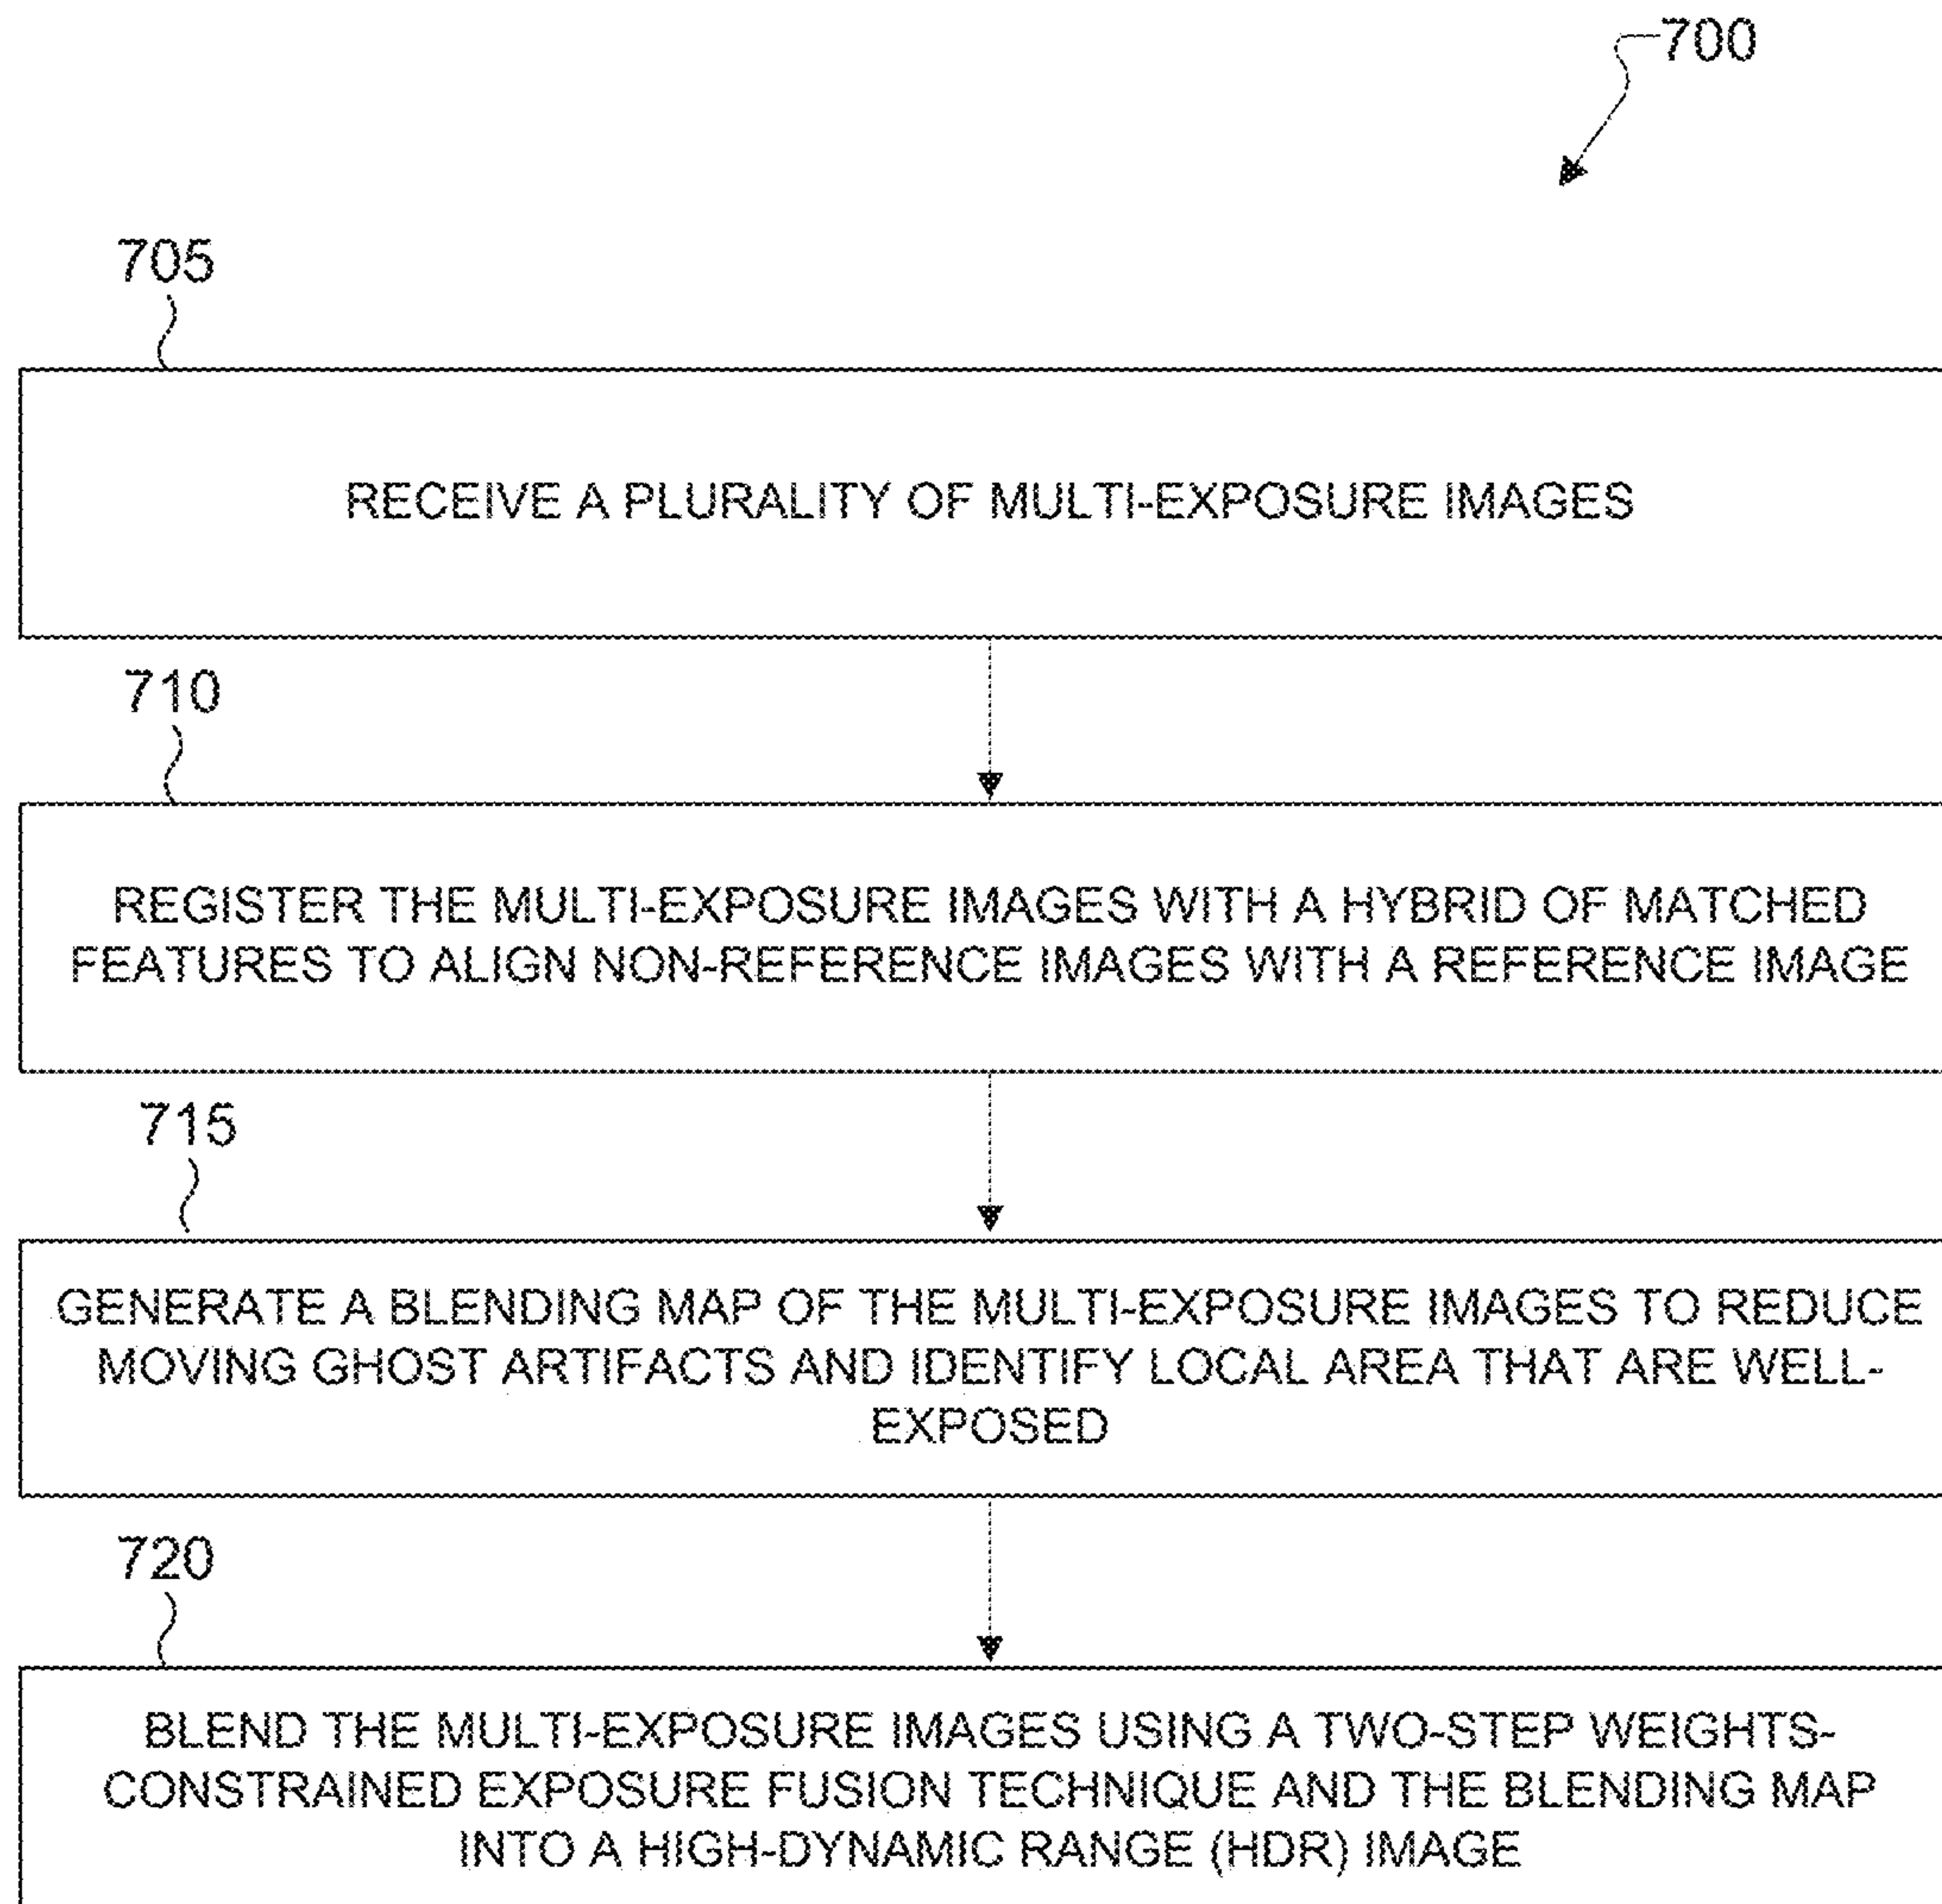 700
705
RECEIVE A PLURALITY OF MULTI-EXPOSURE IMAGES
710
REGISTER THE MULTI-EXPOSURE IMAGES WITH A HYBRID OF MATCHED
FEATURES TO ALIGN NON-REFERENCE IMAGES WITH A REFERENCE IMAGE
715
GENERATE A BLENDING MAP OF THE MULTI-EXPOSURE IMAGES TO REDUCE
MOVING GHOST ARTIFACTS AND IDENTIFY LOCAL AREA THAT ARE WELL-
EXPOSED
720
BLEND THE MULTI-EXPOSURE IMAGES USING A TWO-STEP WEIGHTS-
CONSTRAINED EXPOSURE FUSION TECHNIQUE AND THE BLENDING MAP
INTO A HIGH-DYNAMIC RANGE (HDR) IMAGE